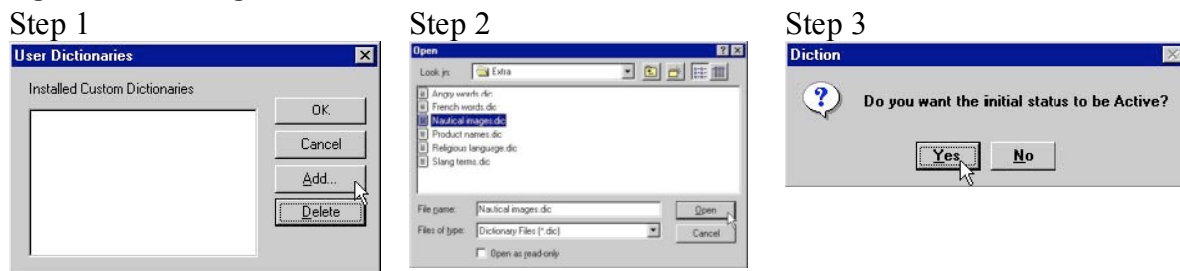 Step 1
User Dictionaries
Installed Custom Dictionaries
OK
Cancel
Add...
Delete
Step 2
Open
Look in: Extra
Angry words.dic
French words.dic
Nautical images.dic
Product names.dic
Religious language.dic
Slang terms.dic
File name: Nautical images.dic
Open
Files of type: Dictionary Files (*.dic)
Cancel
Open as read-only
Step 3
Diction
Do you want the initial status to be Active?
Yes
No